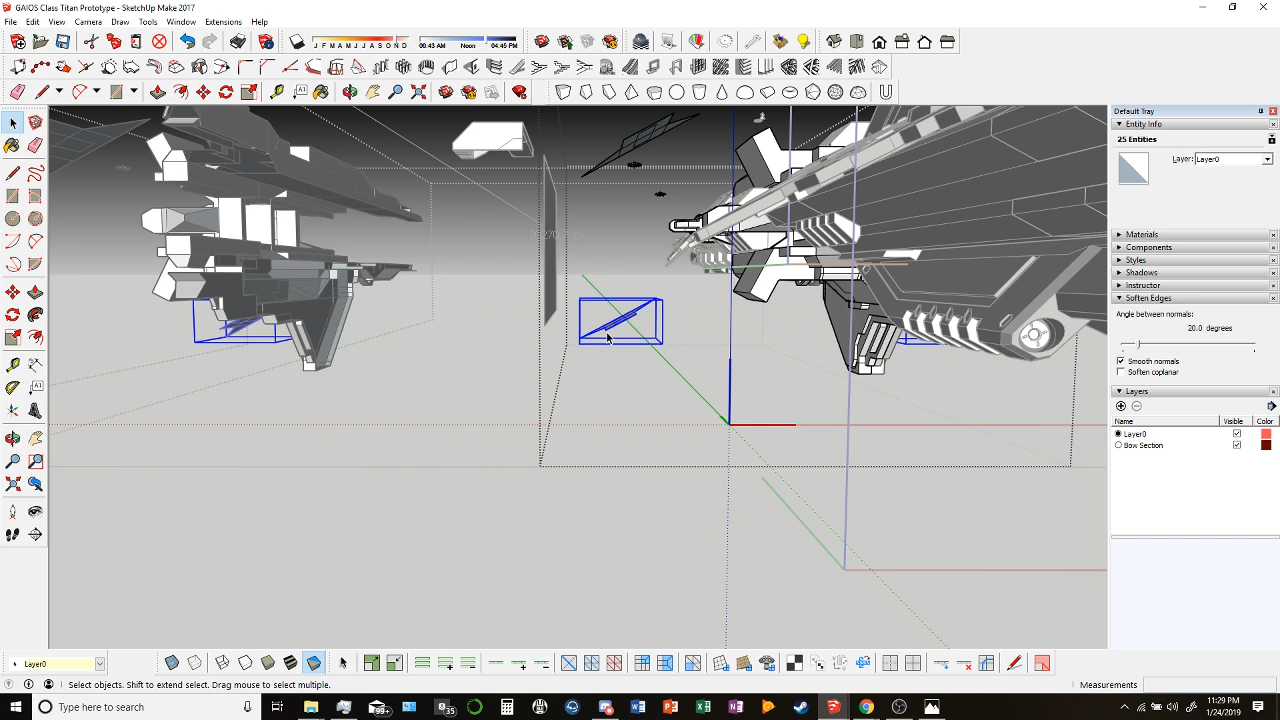 GAIOS Class Titan Prototype - SketchUp Make 2017
File Edit View Camera Draw Tools Window Extensions Help
J F M A M J J A S O N D
06:43 AM Noon 04:45 PM
Default Tray
Entity Info
25 Entities
Layer: Layer0
Materials
Components
Styles
Shadows
Instructor
Soften Edges
Angle between normals:
20.0 degrees
Smooth normals
Soften coplanar
Layers
Name Visible Color
Layer0
Bow Section
Layer0
Select objects. Shift to extend select. Drag mouse to select multiple.
Measurements
Type here to search
99+
35
11:29 PM
1/24/2019